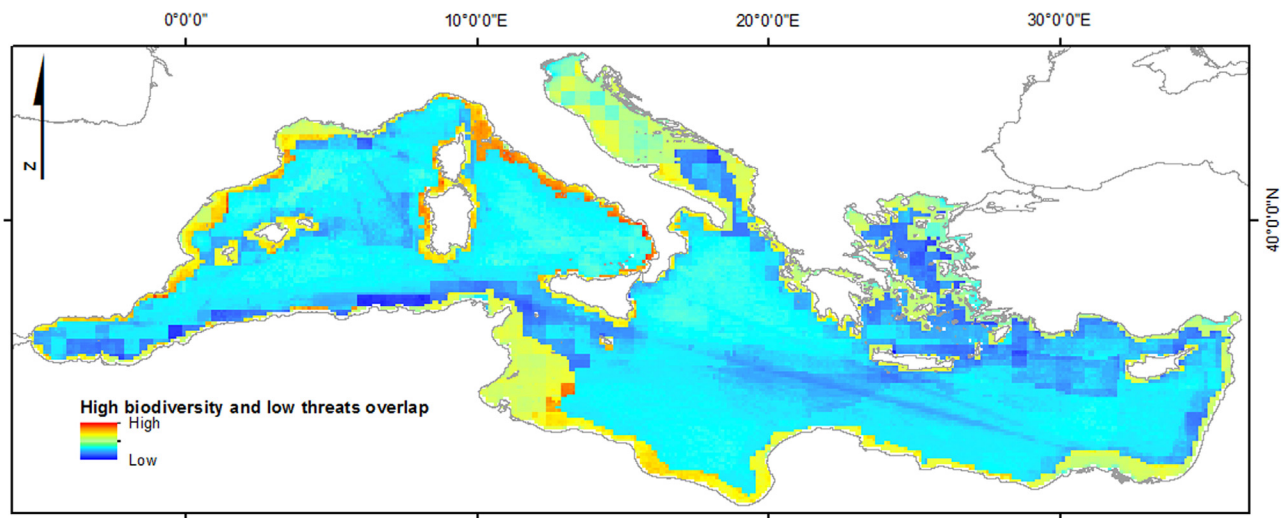 0°0'0" 10°0'0"E 20°0'0"E 30°0'0"E
N
40°0'0"N
High biodiversity and low threats overlap
High
Low